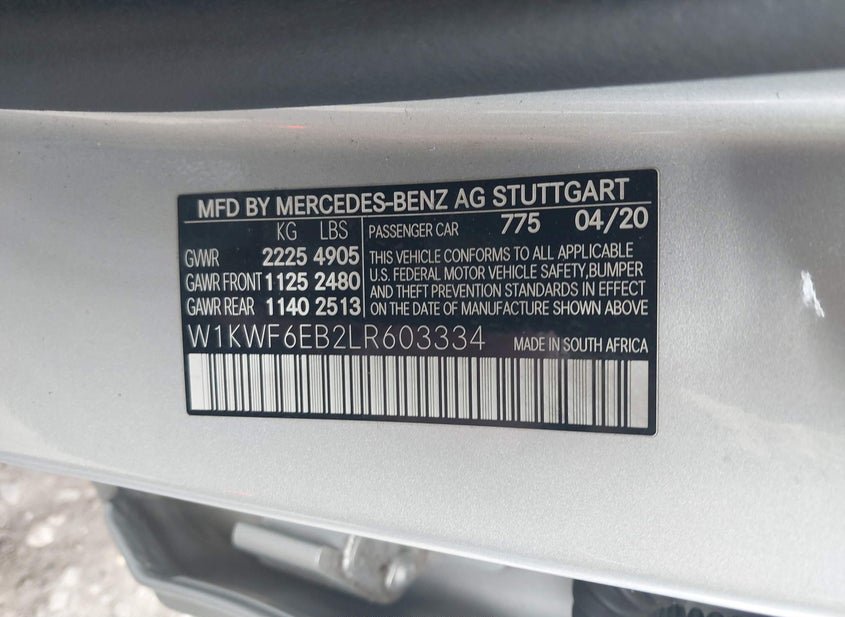 MFD BY MERCEDES-BENZ AG STUTTGART
KG LBS
GVWR 2225 4905
GAWR FRONT 1125 2480
GAWR REAR 1140 2513
PASSENGER CAR 775 04/20
THIS VEHICLE CONFORMS TO ALL APPLICABLE
U.S. FEDERAL MOTOR VEHICLE SAFETY,BUMPER
AND THEFT PREVENTION STANDARDS IN EFFECT
ON THE DATE OF MANUFACTURE SHOWN ABOVE
W1KWF6EB2LR603334
MADE IN SOUTH AFRICA